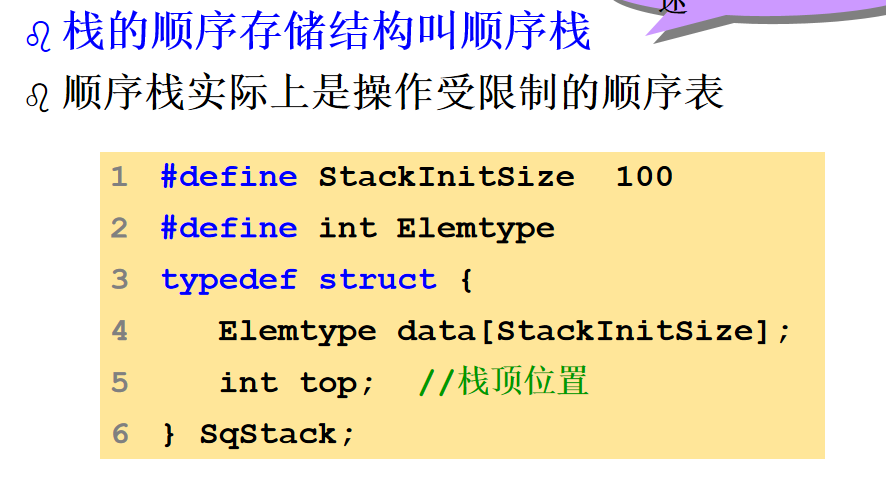 栈的顺序存储结构叫顺序栈
顺序栈实际上是操作受限制的顺序表
1 #define StackInitSize  100
2 #define int Elemtype
3 typedef struct {
4    Elemtype data[StackInitSize];
5    int top;  //栈顶位置
6 } SqStack;